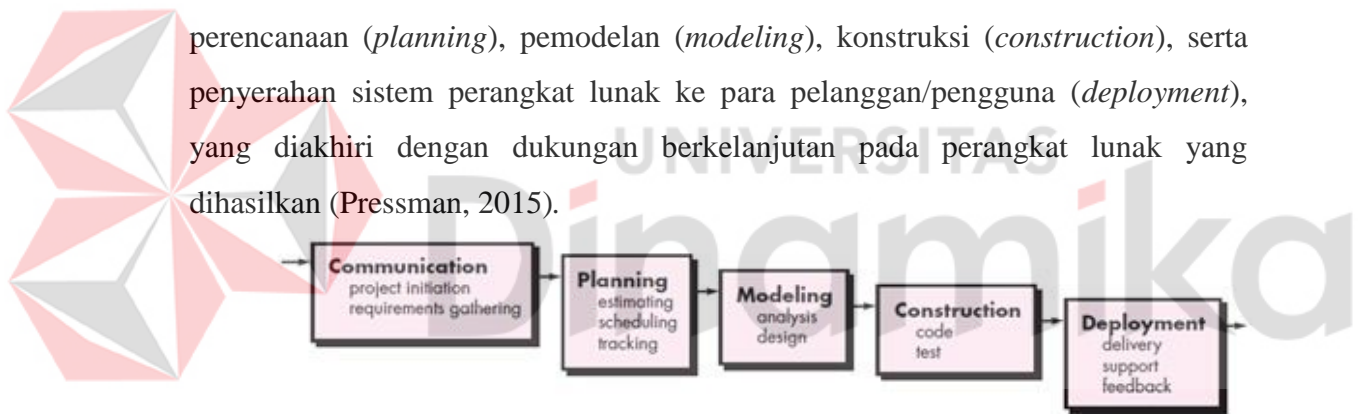 perencanaan (planning), pemodelan (modeling), konstruksi (construction), serta
penyerahan sistem perangkat lunak ke para pelanggan/pengguna (deployment),
yang diakhiri dengan dukungan berkelanjutan pada perangkat lunak yang
dihasilkan (Pressman, 2015).
UNIVERSITAS
Dinamika
Communication
project initiation
requirements gathering
Planning
estimating
scheduling
tracking
Modeling
analysis
design
Construction
code
test
Deployment
delivery
support
feedback